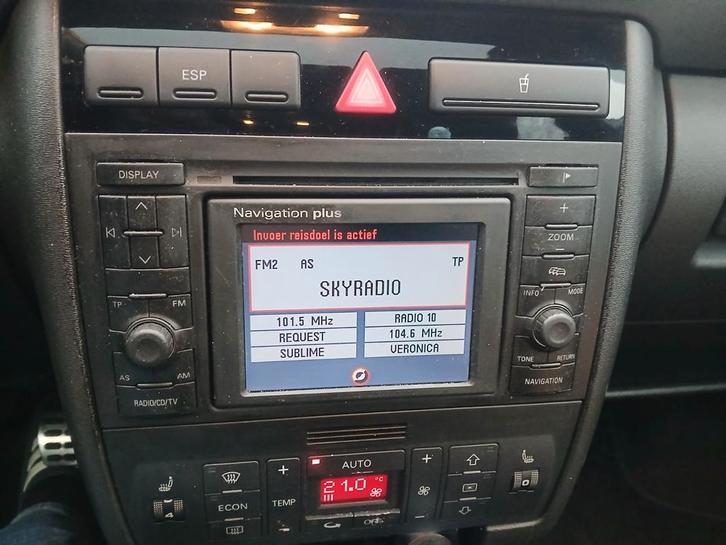 ESP
DISPLAY
Navigation plus
Invoer reisdoel is actief
FM2 AS TP
SKYRADIO
101.5 MHz RADIO 10
REQUEST 104.6 MHz
SUBLIME VERONICA
TP FM
AS AM
RADIO/CD/TV
+
ZOOM
−
INFO MODE
TONE RETURN
NAVIGATION
AUTO
+ TEMP −
21.0 °C
ECON
+ −
4
0